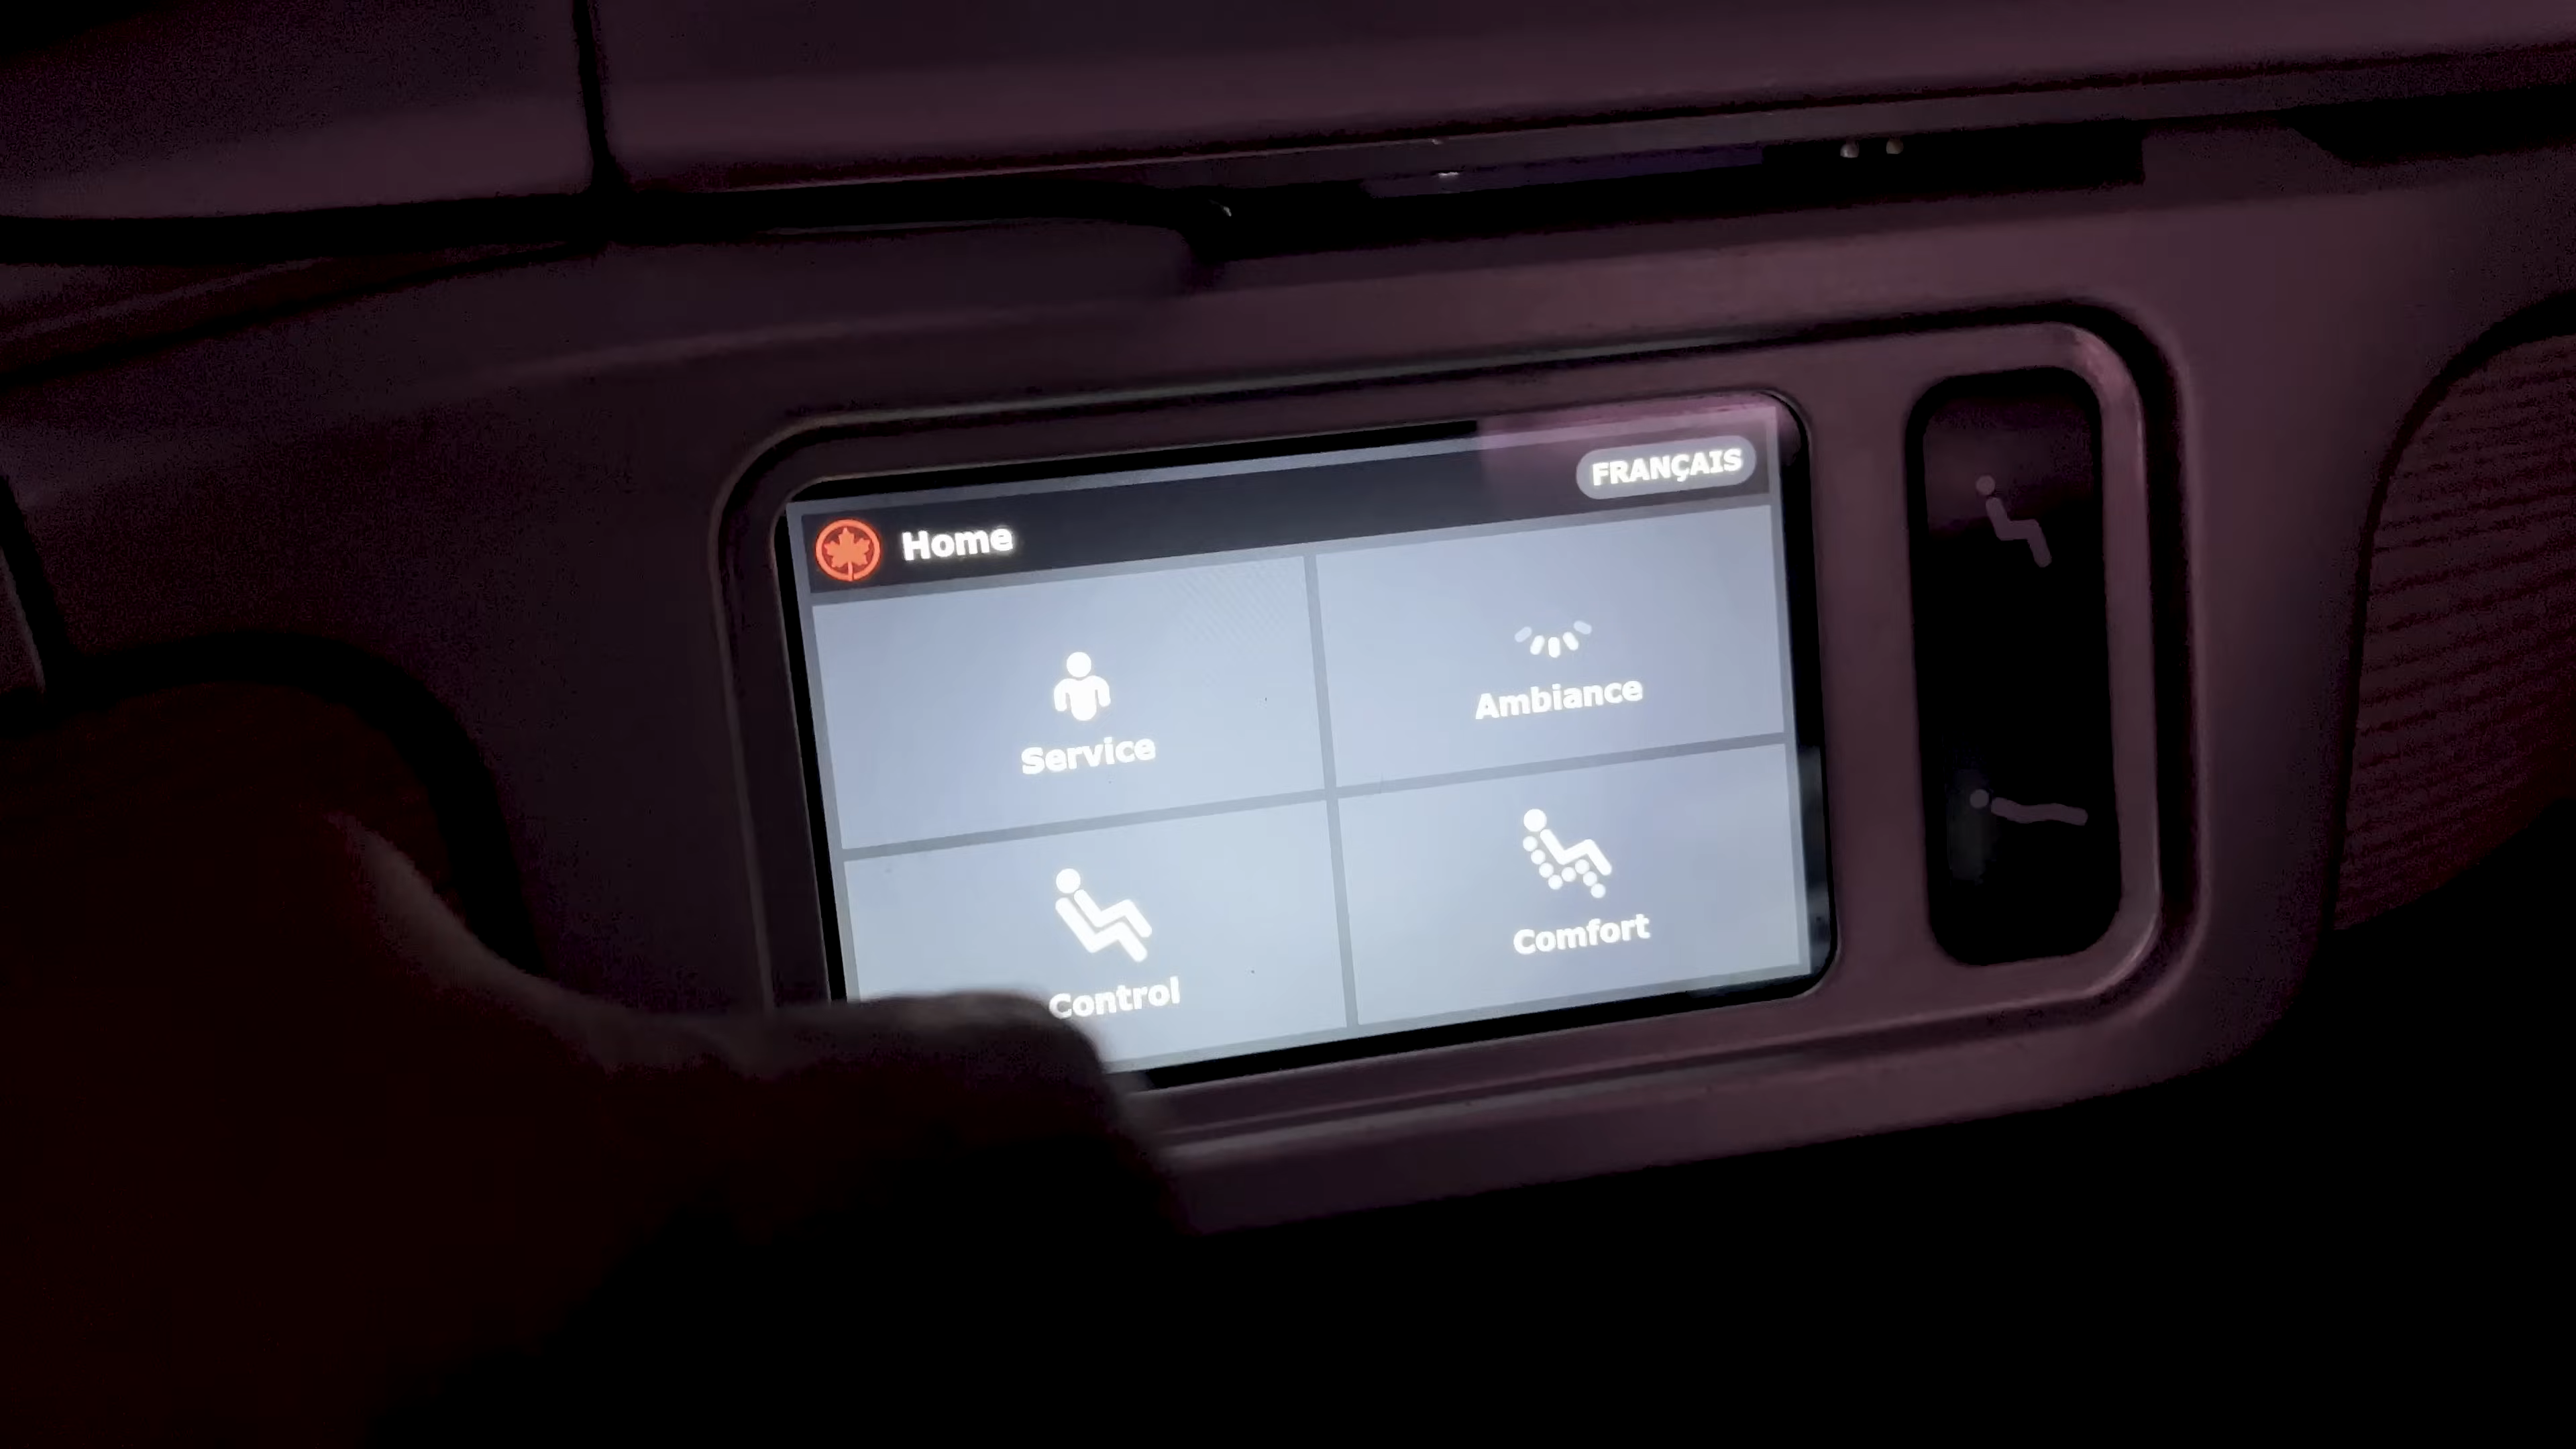 FRANÇAIS
Home
Service
Ambiance
Control
Comfort